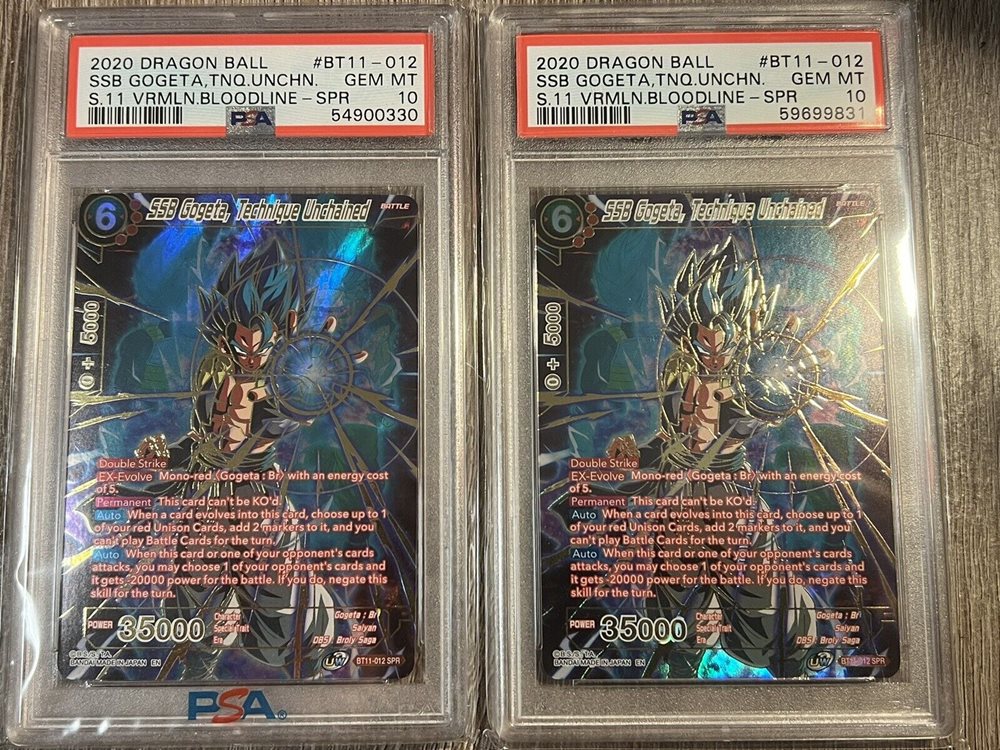 2020 DRAGON BALL #BT11-012
SSB GOGETA,TNQ.UNCHN. GEM MT
S.11 VRMLN.BLOODLINE-SPR 10
PSA 54900330
6
SSB Gogeta, Technique Unchained
BATTLE
0 + 5000
Double Strike
EX-Evolve Mono-red 《Gogeta : Br》 with an energy cost
of 5.
Permanent This card can't be KO'd.
Auto When a card evolves into this card, choose up to 1
of your red Unison Cards, add 2 markers to it, and you
can't play Battle Cards for the turn.
Auto When this card or one of your opponent's cards
attacks, you may choose 1 of your opponent's cards and
it gets -20000 power for the battle. If you do, negate this
skill for the turn.
POWER 35000
Character Gogeta : Br
Special Trait Saiyan
Era DBS : Broly Saga
©B.S./S., T.A.
BANDAI MADE IN JAPAN EN
UW
BT11-012 SPR
PSA®
2020 DRAGON BALL #BT11-012
SSB GOGETA,TNQ.UNCHN. GEM MT
S.11 VRMLN.BLOODLINE-SPR 10
PSA 59699831
6
SSB Gogeta, Technique Unchained
BATTLE
0 + 5000
Double Strike
EX-Evolve Mono-red 《Gogeta : Br》 with an energy cost
of 5.
Permanent This card can't be KO'd.
Auto When a card evolves into this card, choose up to 1
of your red Unison Cards, add 2 markers to it, and you
can't play Battle Cards for the turn.
Auto When this card or one of your opponent's cards
attacks, you may choose 1 of your opponent's cards and
it gets -20000 power for the battle. If you do, negate this
skill for the turn.
POWER 35000
Character Gogeta : Br
Special Trait Saiyan
Era DBS : Broly Saga
©B.S./S., T.A.
BANDAI MADE IN JAPAN EN
UW
BT11-012 SPR